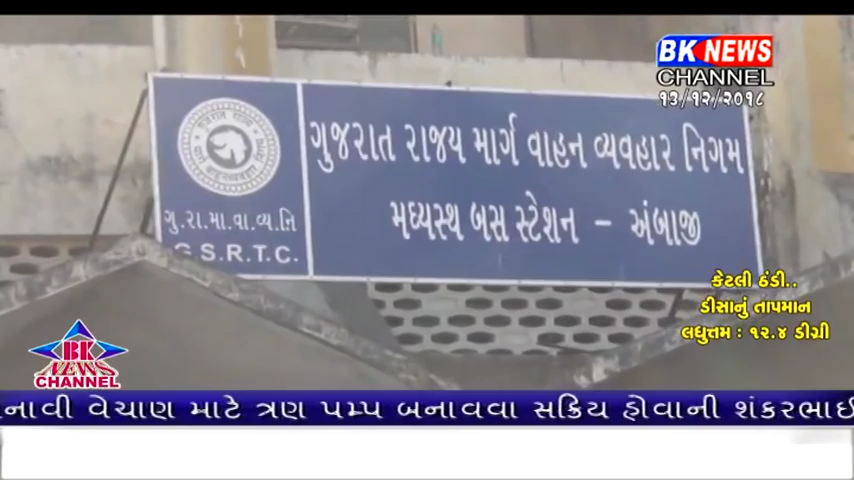 BK NEWS
CHANNEL
૧૩/૧૨/૨૦૧૮
ગુજરાત રાજ્ય માર્ગ વાહન વ્યવહાર નિગમ
મધ્યસ્થ બસ સ્ટેશન - અંબાજી
ગુ.રા.મા.વા.વ્ય.નિ
G.S.R.T.C.
કેટલી ઠંડી..
ડીસાનું તાપમાન
લઘુત્તમ : ૧૨.૪ ડીગ્રી
BK
NEWS
CHANNEL
નાવી વેચાણ માટે ત્રણ પમ્પ બનાવવા સક્રિય હોવાની શંકરભાઈ